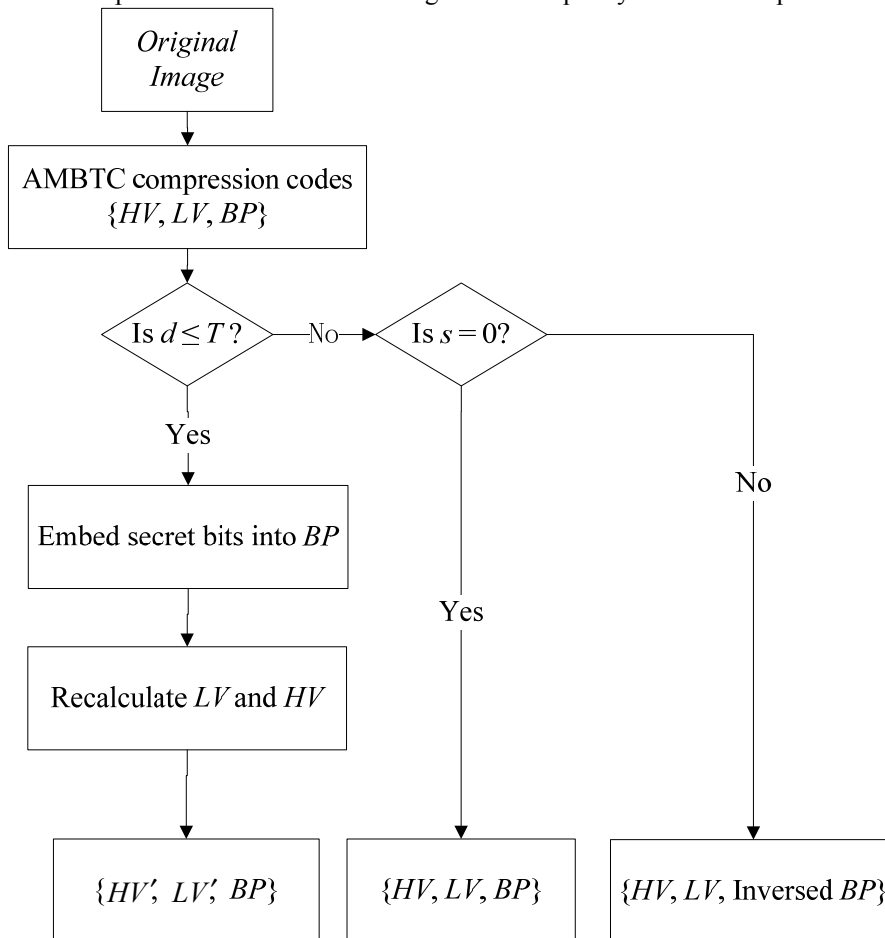 Original
Image
AMBTC compression codes
{HV, LV, BP}
Is d ≤ T ?
No
Is s = 0?
Yes
No
Embed secret bits into BP
Yes
Recalculate LV and HV
{HV′, LV′, BP}
{HV, LV, BP}
{HV, LV, Inversed BP}